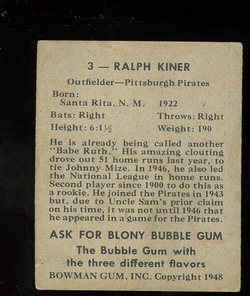 3 — RALPH KINER
Outfielder—Pittsburgh Pirates
Born:
Santa Rita, N. M. 1922
Bats: Right Throws: Right
Height: 6:1½ Weight: 190
He is already being called another
"Babe Ruth." His amazing clouting
drove out 51 home runs last year, to
tie Johnny Mize. In 1946, he also led
the National League in home runs.
Second player since 1900 to do this as
a rookie. He joined the Pirates in 1943
but, due to Uncle Sam's prior claim
on his time, it was not until 1946 that
he appeared in a game for the Pirates.
ASK FOR BLONY BUBBLE GUM
The Bubble Gum with
the three different flavors
BOWMAN GUM, INC. Copyright 1948